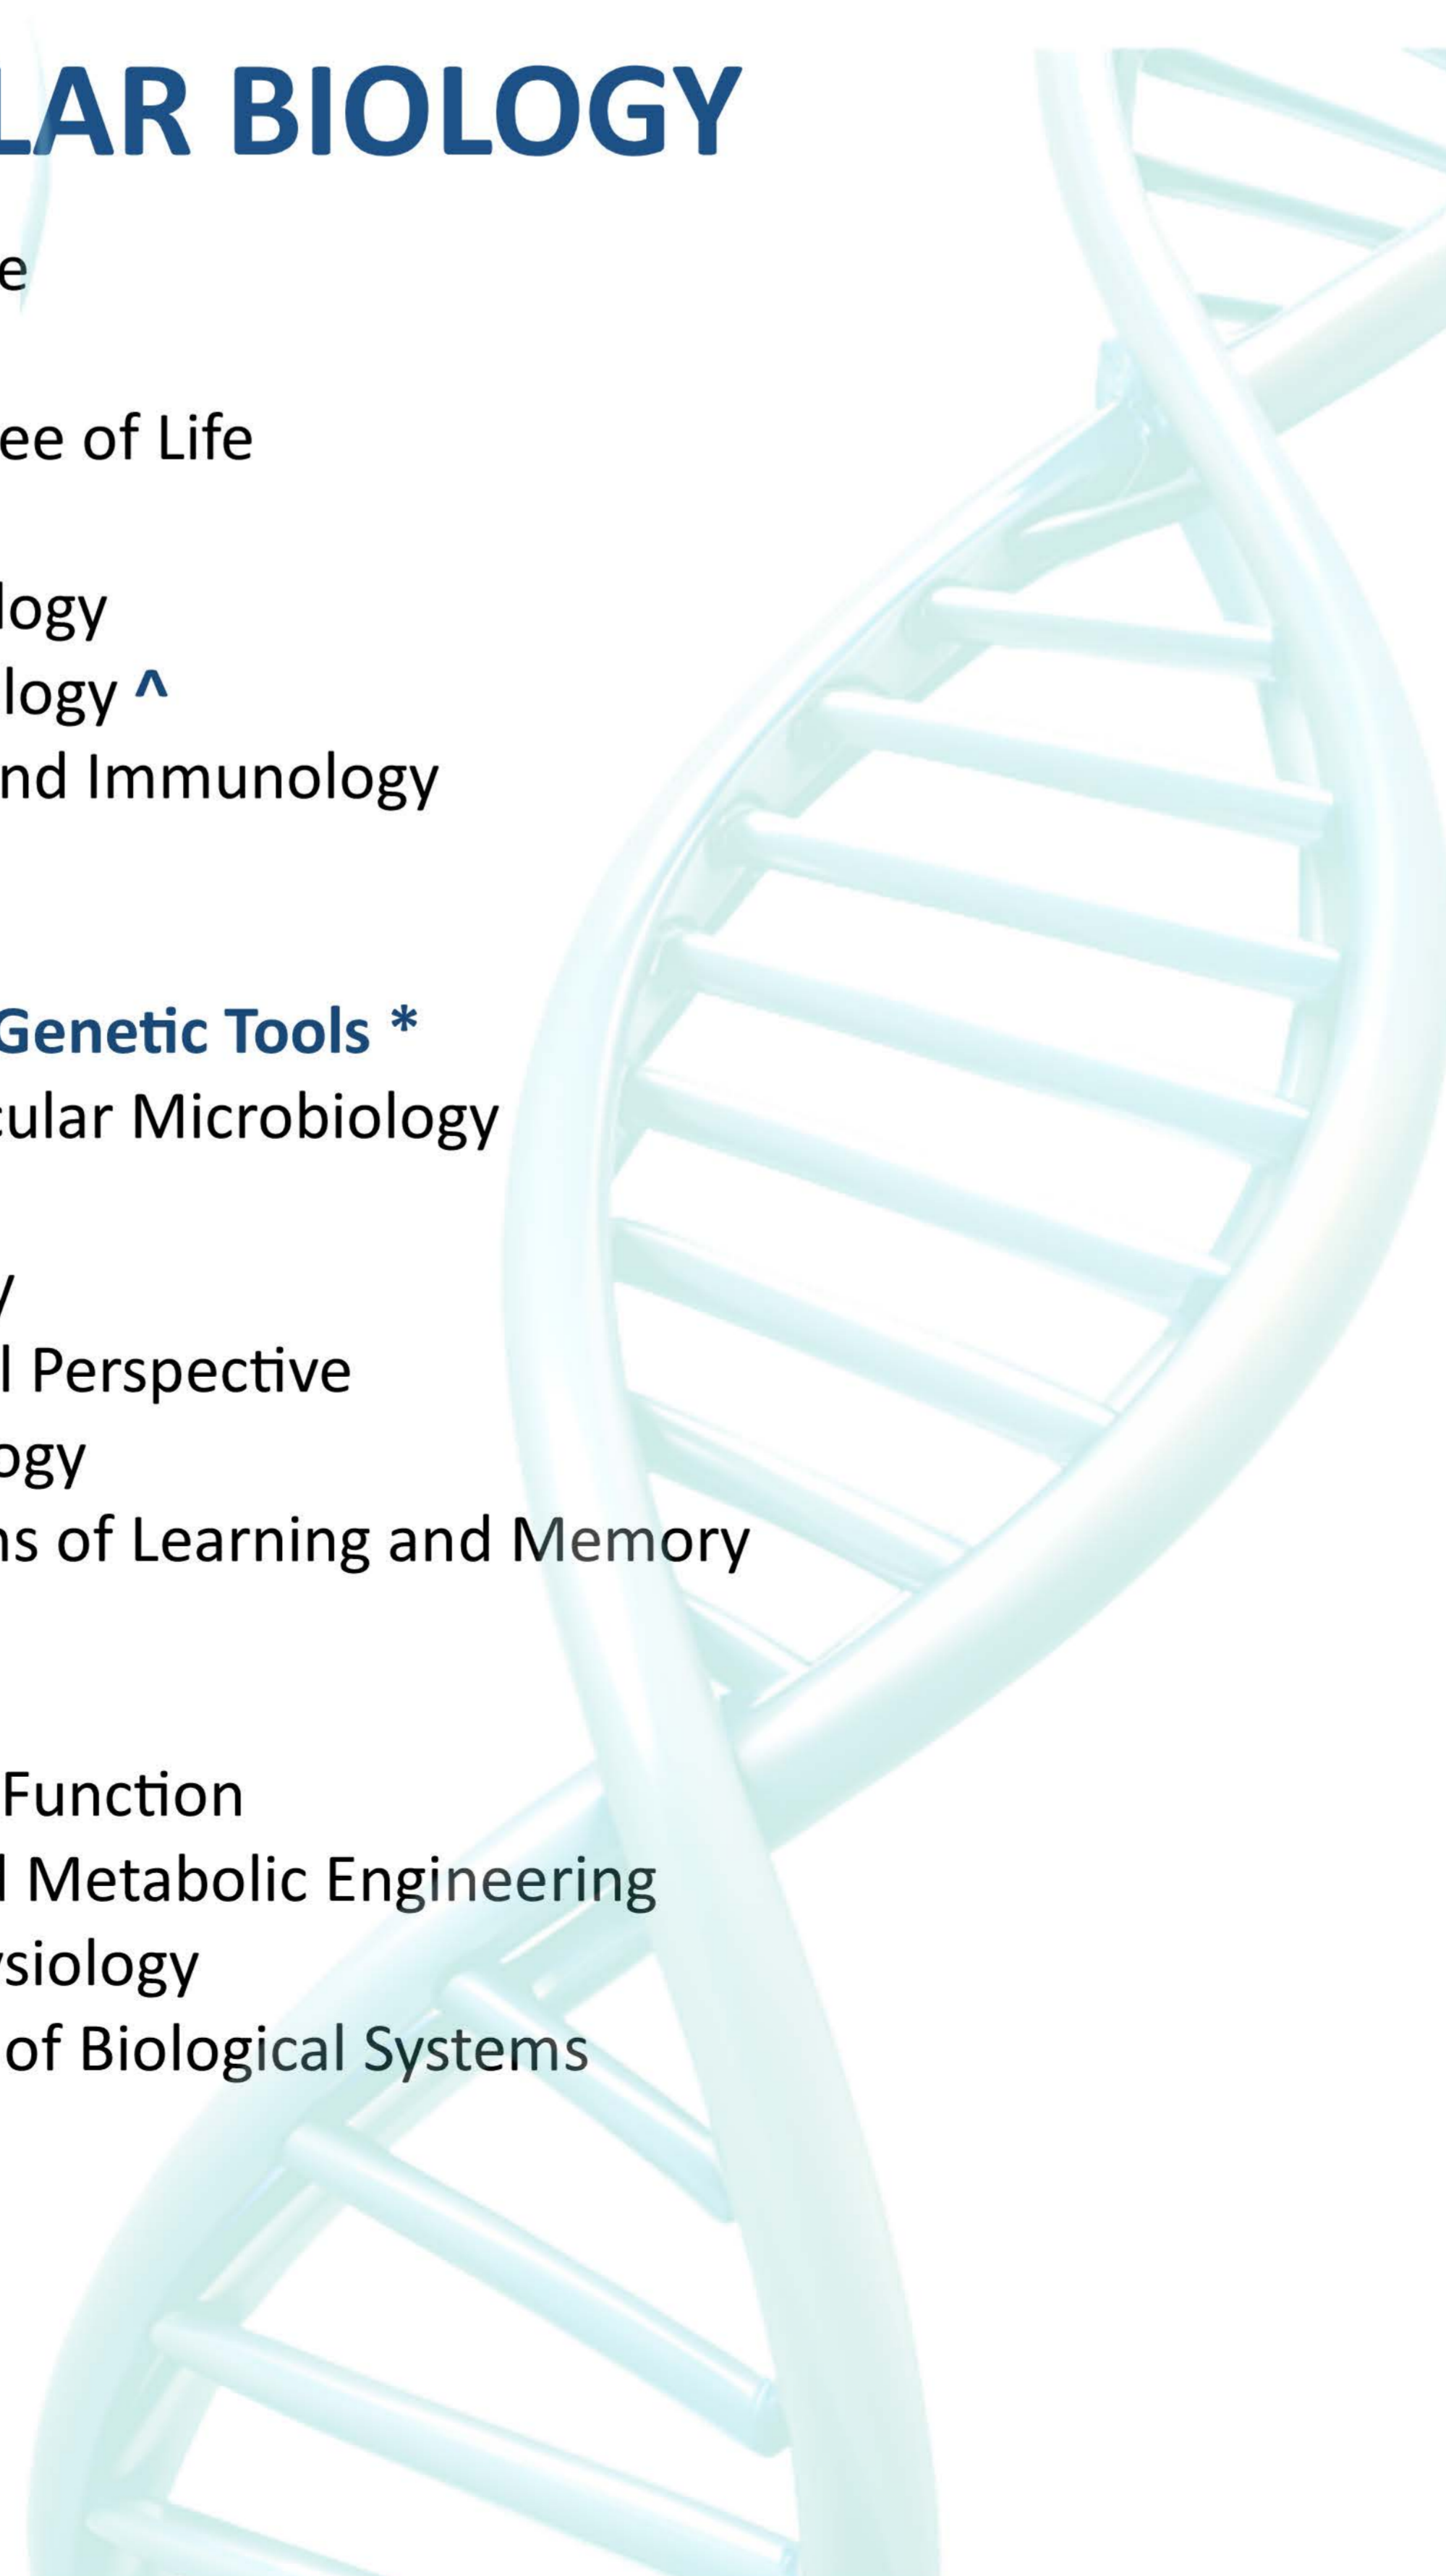 LAR BIOLOGY
e
ee of Life
logy
logy ^
nd Immunology
Genetic Tools *
cular Microbiology
y
l Perspective
ogy
ns of Learning and Memory
Function
l Metabolic Engineering
ysiology
of Biological Systems